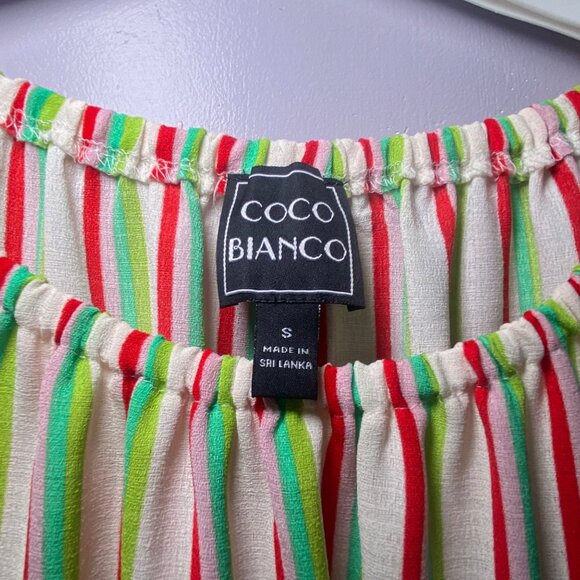 COCO
BIANCO
S
MADE IN
SRI LANKA